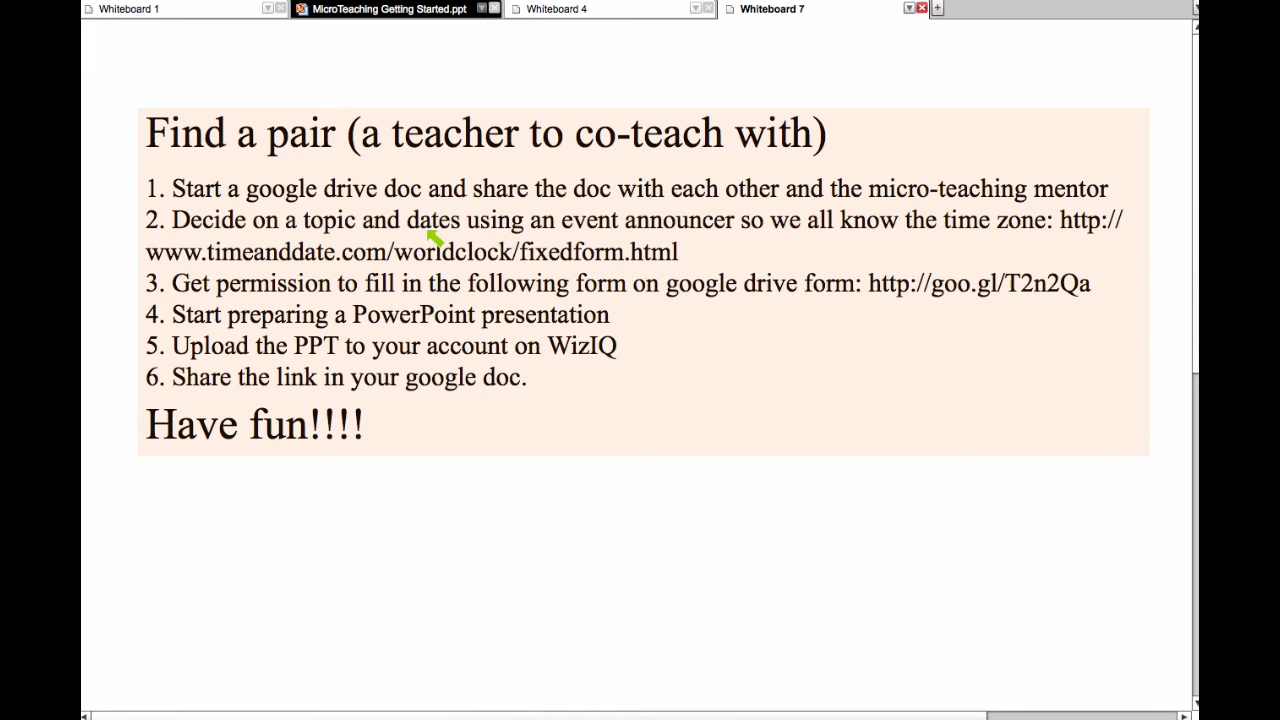 Whiteboard 1
MicroTeaching Getting Started.ppt
Whiteboard 4
Whiteboard 7
Find a pair (a teacher to co-teach with)
1. Start a google drive doc and share the doc with each other and the micro-teaching mentor
2. Decide on a topic and dates using an event announcer so we all know the time zone: http://
www.timeanddate.com/worldclock/fixedform.html
3. Get permission to fill in the following form on google drive form: http://goo.gl/T2n2Qa
4. Start preparing a PowerPoint presentation
5. Upload the PPT to your account on WizIQ
6. Share the link in your google doc.
Have fun!!!!